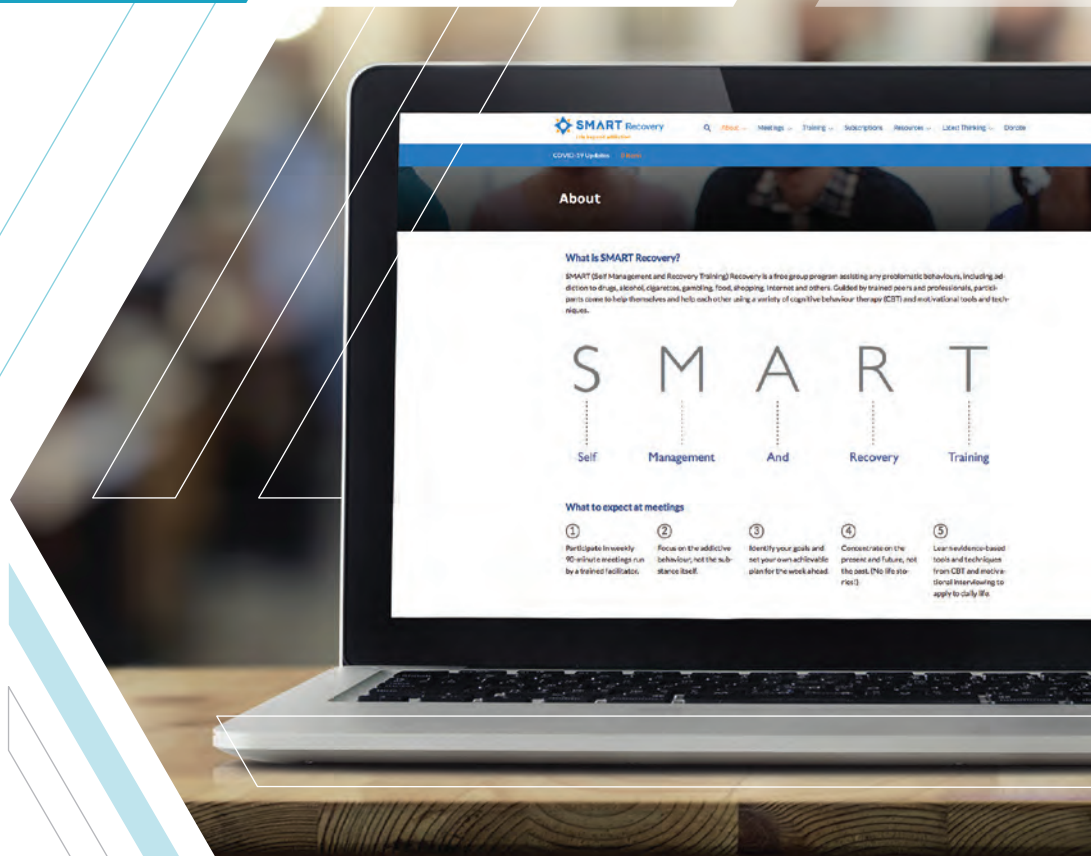 SMART Recovery
About Meetings Training Subscriptions Resources Latest Thinking Donate
COVID-19 Updates
About
What is SMART Recovery?
SMART (Self Management and Recovery Training) Recovery is a free group program assisting any problematic behaviours, including ad-
diction to drugs, alcohol, cigarettes, gambling, food, shopping, internet and others. Guided by trained peers and professionals, partici-
pants come to help themselves and help each other using a variety of cognitive behaviour therapy (CBT) and motivational tools and tech-
niques.
S M A R T
Self Management And Recovery Training
What to expect at meetings
1
Participate in weekly
90-minute meetings run
by a trained facilitator.
2
Focus on the addictive
behaviour, not the sub-
stance itself.
3
Identify your goals and
set your own achievable
plan for the week ahead.
4
Concentrate on the
present and future, not
the past. (No life sto-
ries!).
5
Learn evidence-based
tools and techniques
from CBT and motiva-
tional interviewing to
apply to daily life.